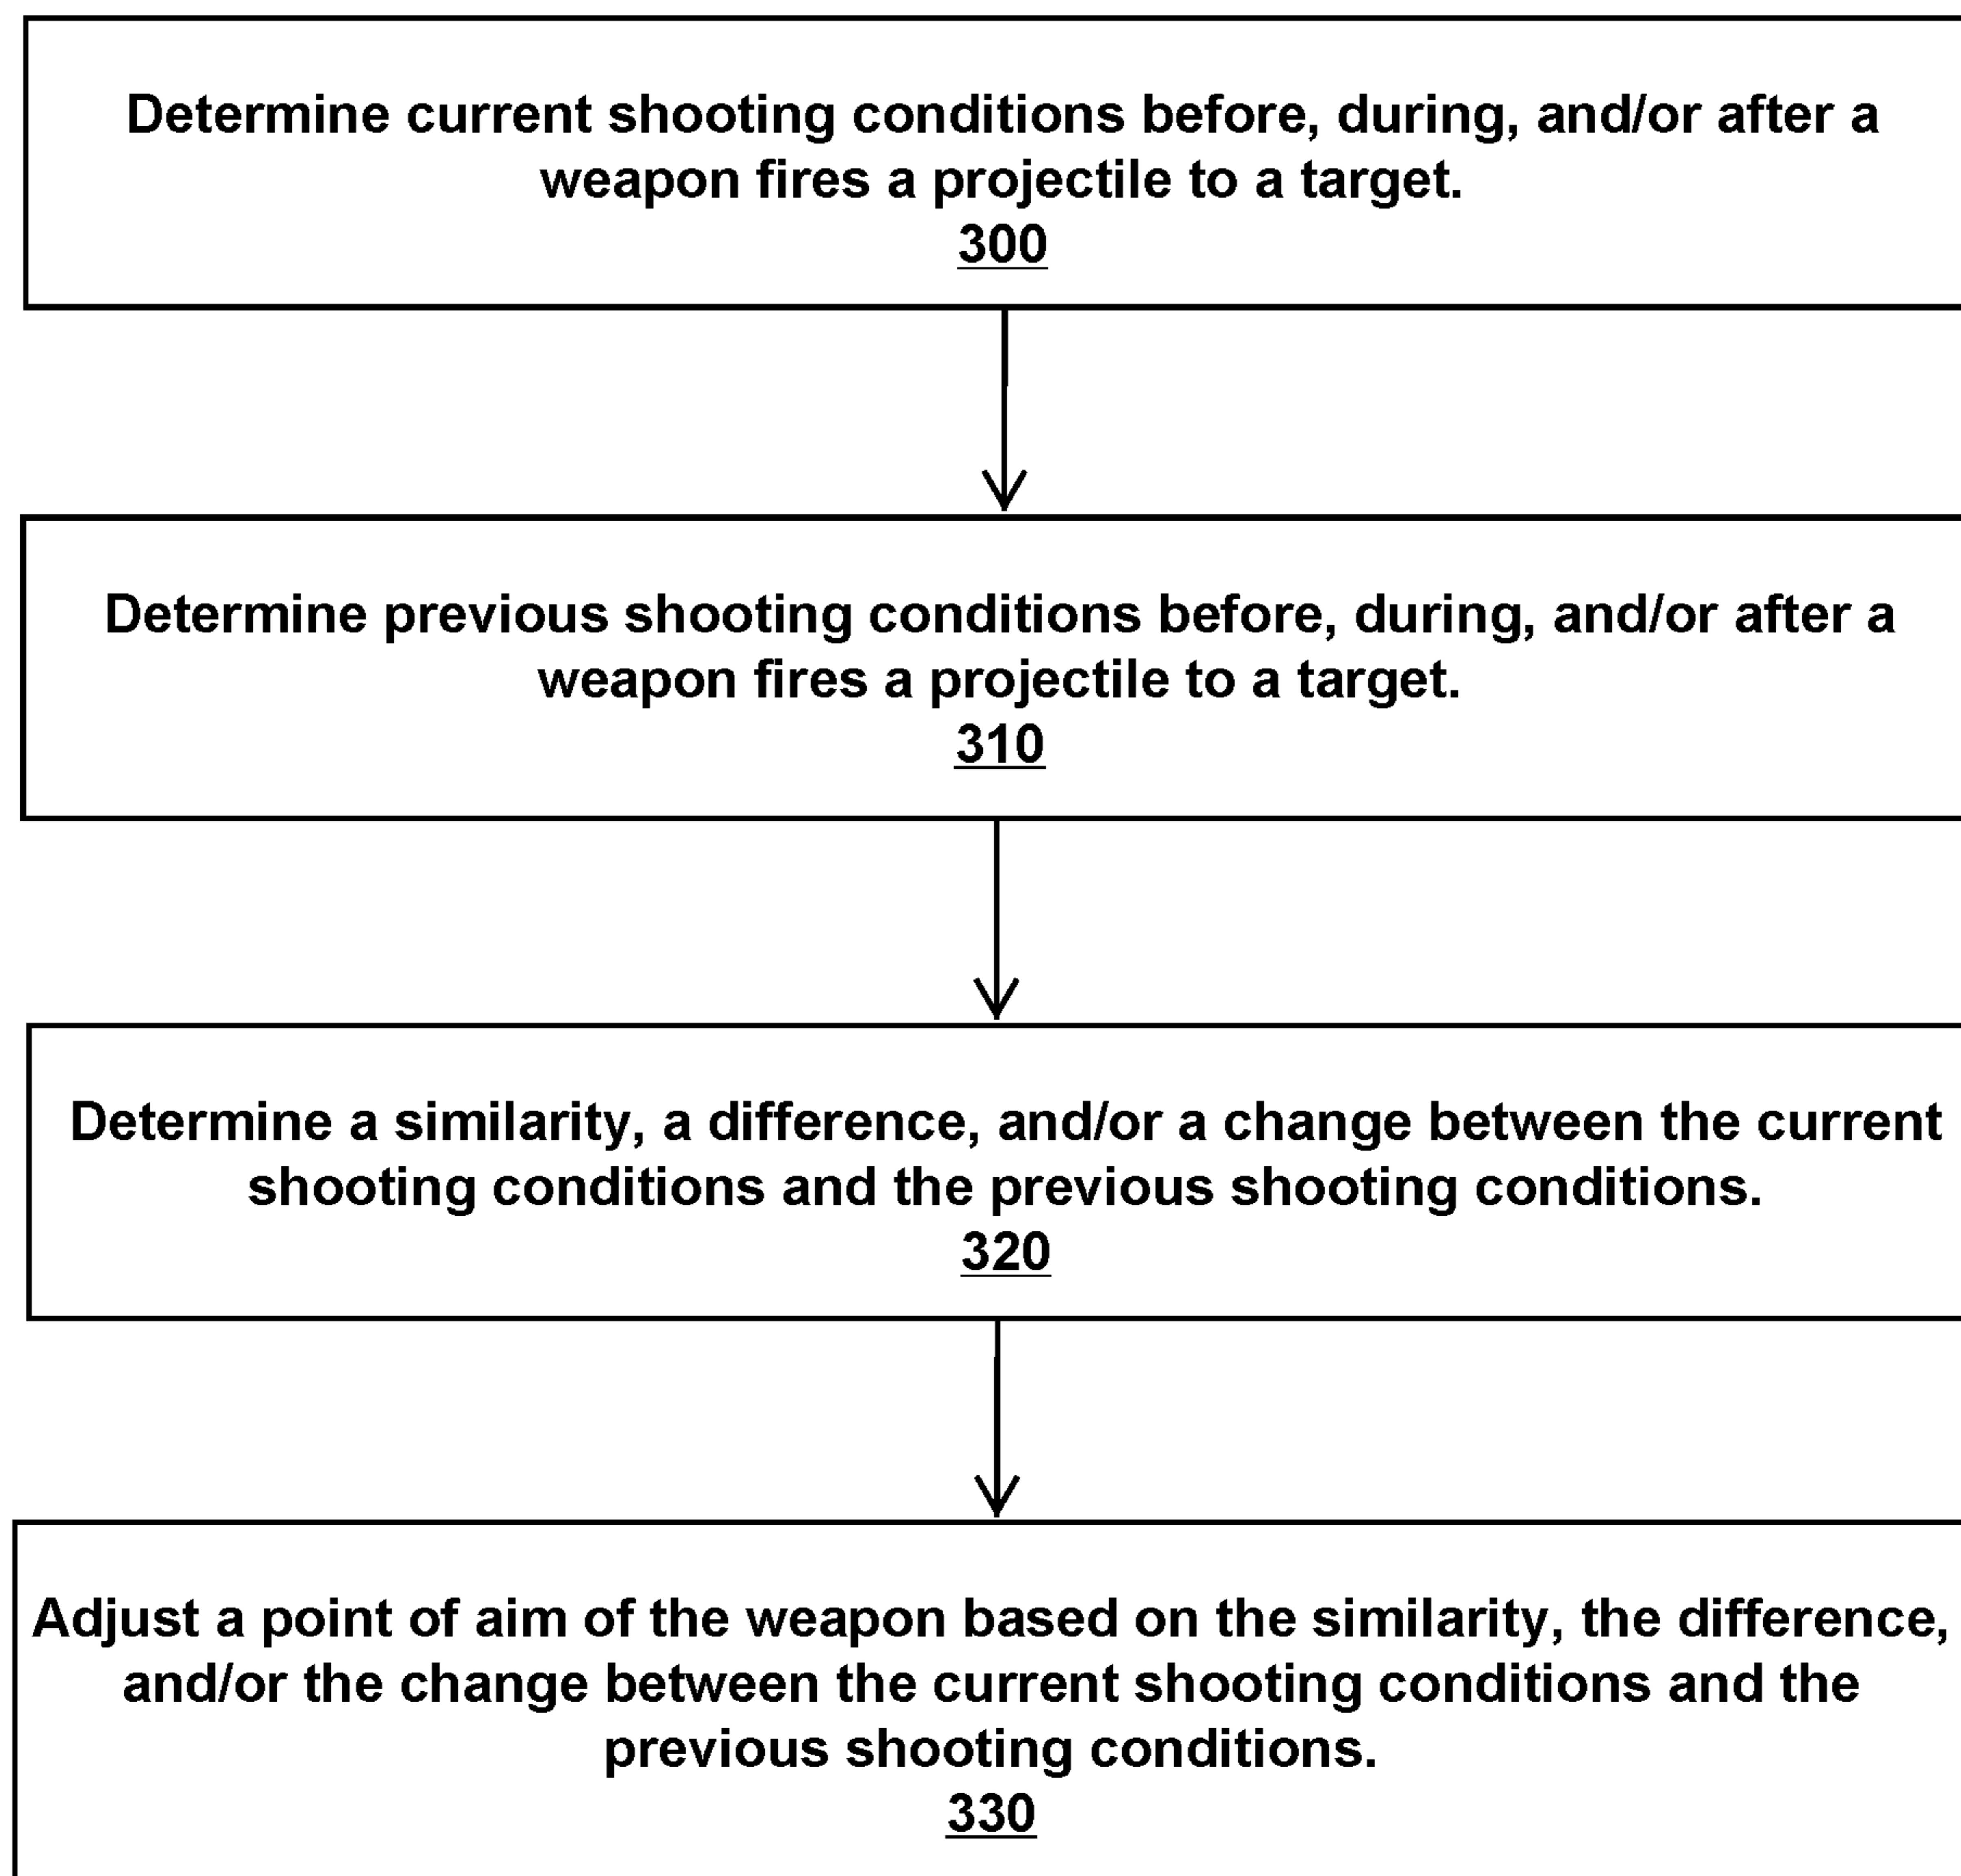 Determine current shooting conditions before, during, and/or after a
weapon fires a projectile to a target.
300
Determine previous shooting conditions before, during, and/or after a
weapon fires a projectile to a target.
310
Determine a similarity, a difference, and/or a change between the current
shooting conditions and the previous shooting conditions.
320
Adjust a point of aim of the weapon based on the similarity, the difference,
and/or the change between the current shooting conditions and the
previous shooting conditions.
330